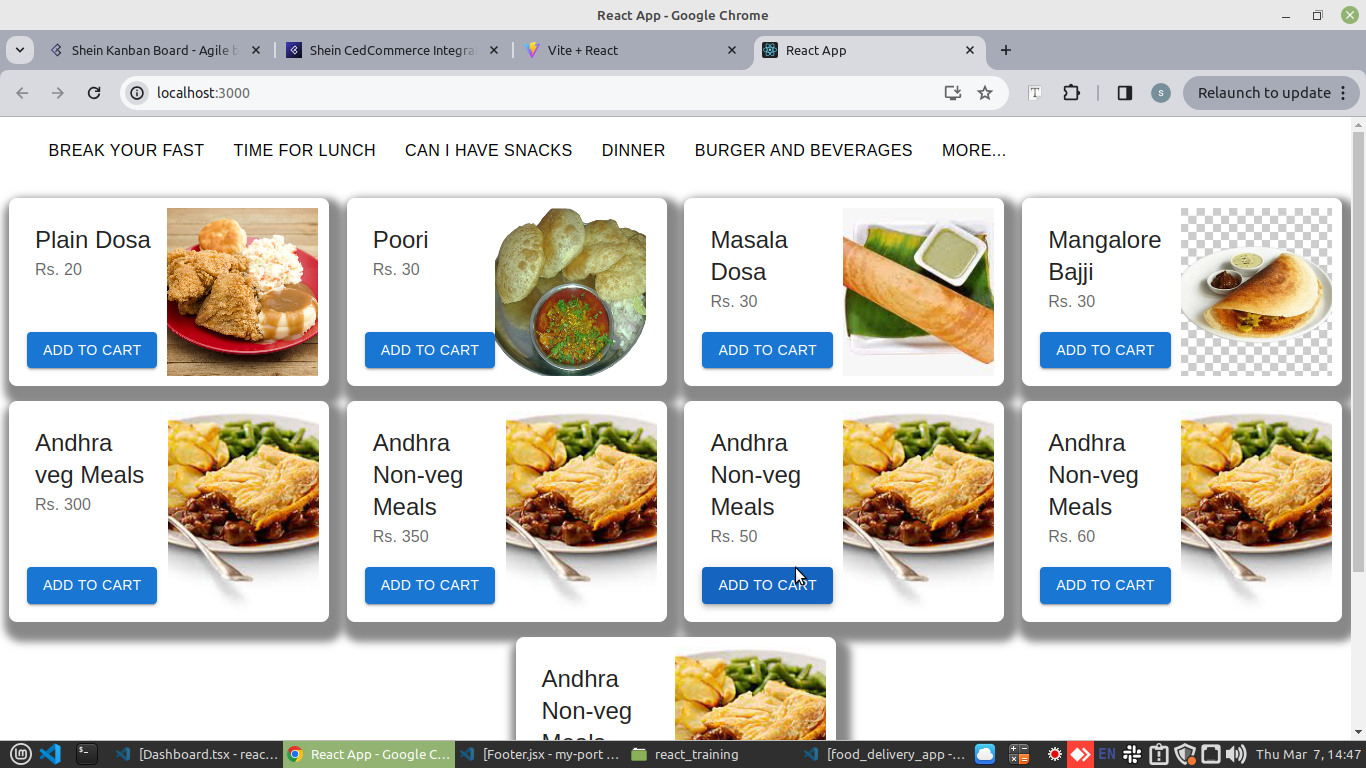 React App - Google Chrome
Shein Kanban Board - Agile b
Shein CedCommerce Integra
Vite + React
React App
localhost:3000
T
s
Relaunch to update
BREAK YOUR FAST
TIME FOR LUNCH
CAN I HAVE SNACKS
DINNER
BURGER AND BEVERAGES
MORE...
Plain Dosa
Rs. 20
ADD TO CART
Poori
Rs. 30
ADD TO CART
Masala
Dosa
Rs. 30
ADD TO CART
Mangalore
Bajji
Rs. 30
ADD TO CART
Andhra
veg Meals
Rs. 300
ADD TO CART
Andhra
Non-veg
Meals
Rs. 350
ADD TO CART
Andhra
Non-veg
Meals
Rs. 50
ADD TO CART
Andhra
Non-veg
Meals
Rs. 60
ADD TO CART
Andhra
Non-veg
Meals
[Dashboard.tsx - reac...
React App - Google C...
[Footer.jsx - my-port ...
react_training
[food_delivery_app -...
EN
Thu Mar 7, 14:47